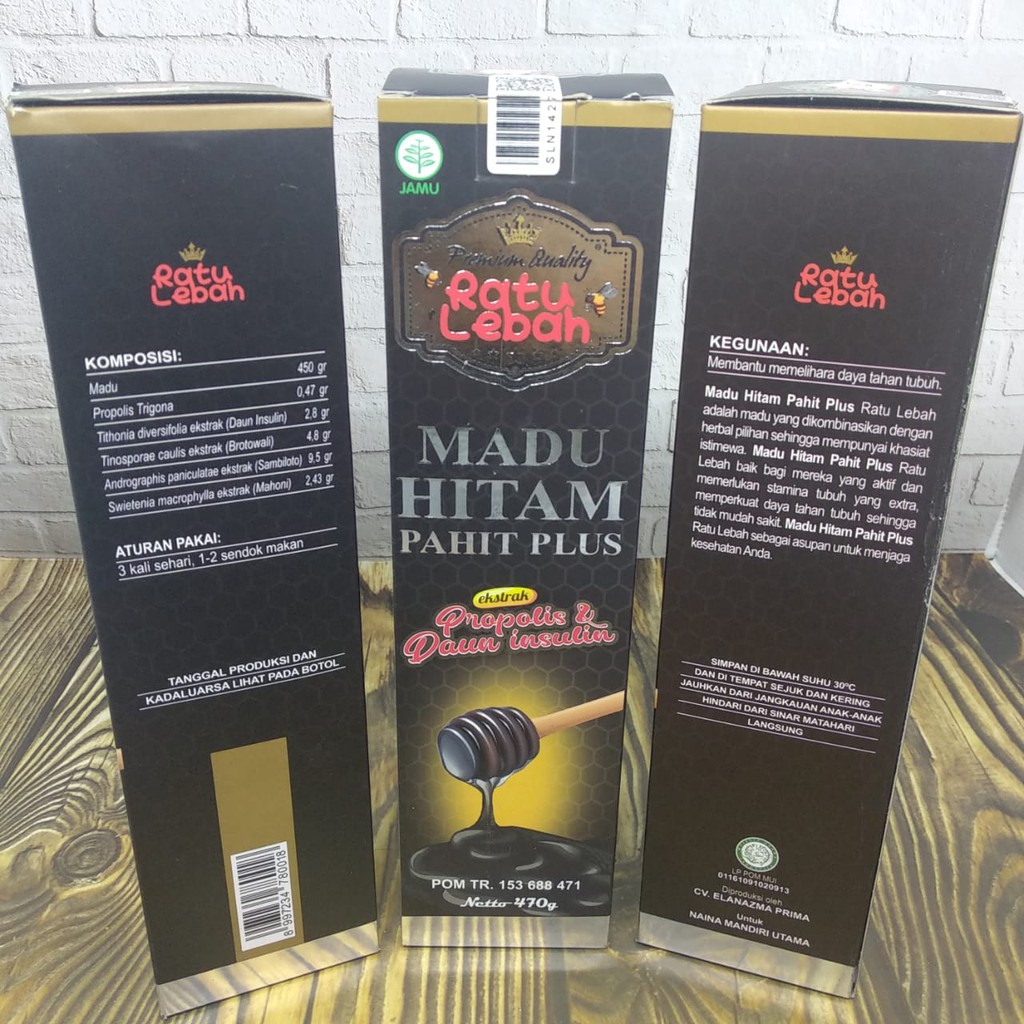 Ratu
Lebah
KOMPOSISI:
Madu 450 gr
Propolis Trigona 0,47 gr
Tithonia diversifolia ekstrak (Daun Insulin) 2,8 gr
Tinosporae caulis ekstrak (Brotowali) 4,8 gr
Andrographis paniculatae ekstrak (Sambiloto) 9,5 gr
Swietenia macrophylla ekstrak (Mahoni) 2,43 gr
ATURAN PAKAI:
3 kali sehari, 1-2 sendok makan
TANGGAL PRODUKSI DAN
KADALUARSA LIHAT PADA BOTOL
8 997234 780018
JAMU
Premium Quality
Ratu
Lebah
MADU
HITAM
PAHIT PLUS
ekstrak
Propolis &
Daun insulin
POM TR. 153 688 471
Netto 470g
Ratu
Lebah
KEGUNAAN:
Membantu memelihara daya tahan tubuh.
Madu Hitam Pahit Plus Ratu Lebah
adalah madu yang dikombinasikan dengan
herbal pilihan sehingga mempunyai khasiat
istimewa. Madu Hitam Pahit Plus Ratu
Lebah baik bagi mereka yang aktif dan
memerlukan stamina tubuh yang extra,
memperkuat daya tahan tubuh sehingga
tidak mudah sakit. Madu Hitam Pahit Plus
Ratu Lebah sebagai asupan untuk menjaga
kesehatan Anda.
SIMPAN DI BAWAH SUHU 30ºC
DAN DI TEMPAT SEJUK DAN KERING
JAUHKAN DARI JANGKAUAN ANAK-ANAK
HINDARI DARI SINAR MATAHARI
LANGSUNG
LP.POM MUI
01161091020913
Diproduksi oleh
CV. ELANAZMA PRIMA
Untuk
NAINA MANDIRI UTAMA